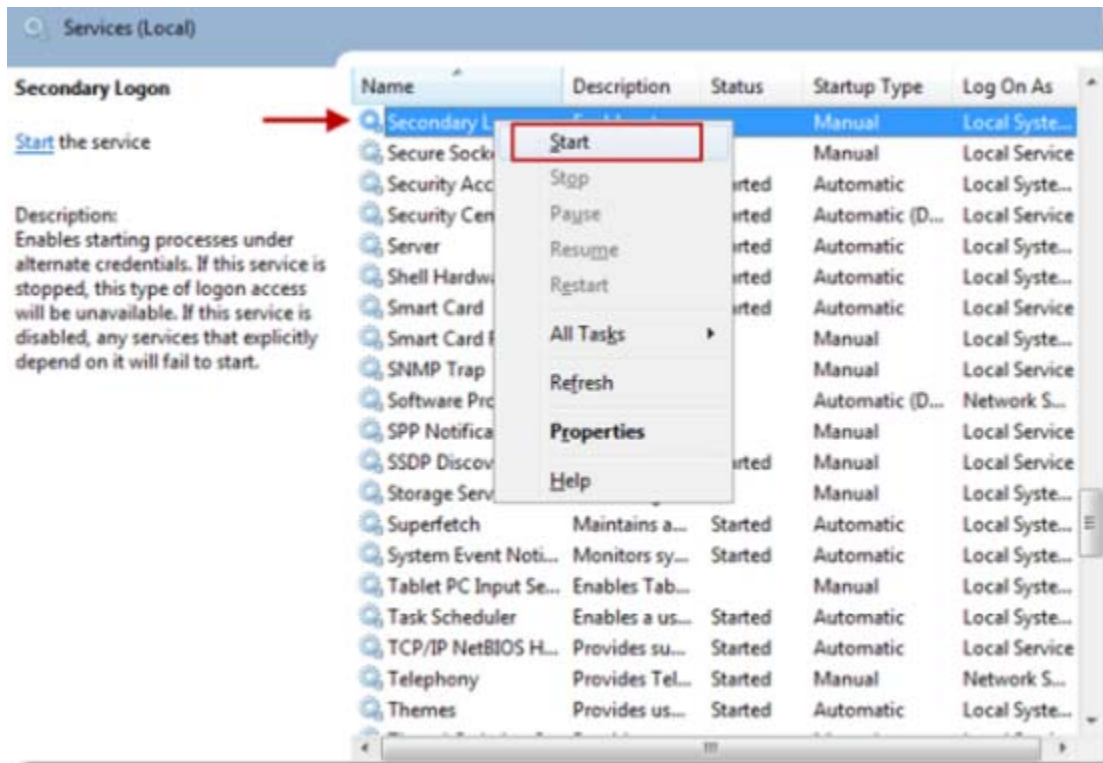 Services (Local)
Secondary Logon
Start the service
Description:
Enables starting processes under
alternate credentials. If this service is
stopped, this type of logon access
will be unavailable. If this service is
disabled, any services that explicitly
depend on it will fail to start.
Name Description Status Startup Type Log On As
Secondary L Manual Local Syste...
Secure Sock Manual Local Service
Security Acc rted Automatic Local Syste...
Security Cen rted Automatic (D... Local Service
Server rted Automatic Local Syste...
Shell Hardw rted Automatic Local Syste...
Smart Card rted Automatic Local Service
Smart Card Manual Local Syste...
SNMP Trap Manual Local Service
Software Pro Automatic (D... Network S...
SPP Notifica Manual Local Service
SSDP Discov rted Manual Local Service
Storage Serv Manual Local Syste...
Superfetch Maintains a... Started Automatic Local Syste...
System Event Noti... Monitors sy... Started Automatic Local Syste...
Tablet PC Input Se... Enables Tab... Manual Local Syste...
Task Scheduler Enables a us... Started Automatic Local Syste...
TCP/IP NetBIOS H... Provides su... Started Automatic Local Service
Telephony Provides Tel... Started Manual Network S...
Themes Provides us... Started Automatic Local Syste...
Start
Stop
Pause
Resume
Restart
All Tasks
Refresh
Properties
Help